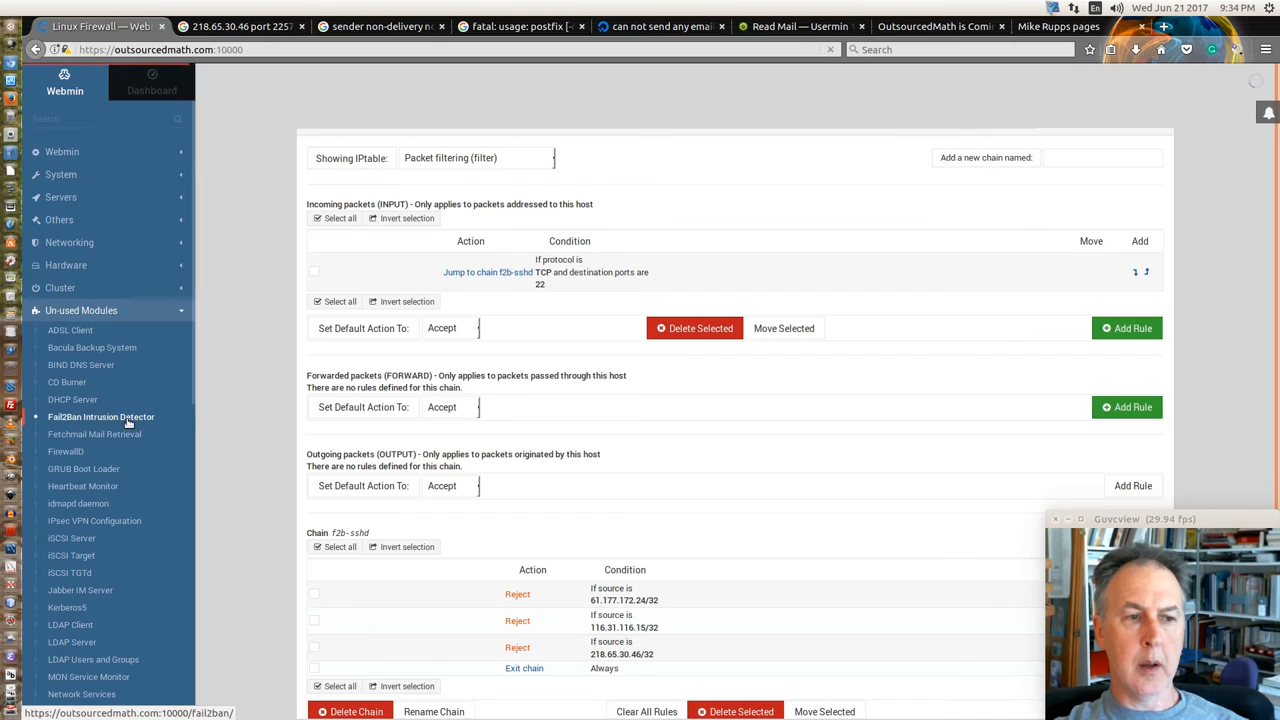 En
Wed Jun 21 2017
9:34 PM
Linux Firewall — Webm
218.65.30.46 port 2257
sender non-delivery no
fatal: usage: postfix [-
can not send any email
Read Mail — Usermin
OutsourcedMath is Comin
Mike Rupps pages
https://outsourcedmath.com:10000
Search
Webmin
Dashboard
Search
Webmin
System
Servers
Others
Networking
Hardware
Cluster
Un-used Modules
ADSL Client
Bacula Backup System
BIND DNS Server
CD Burner
DHCP Server
Fail2Ban Intrusion Detector
Fetchmail Mail Retrieval
FirewallD
GRUB Boot Loader
Heartbeat Monitor
idmapd daemon
IPsec VPN Configuration
iSCSI Server
iSCSI Target
iSCSI TGTd
Jabber IM Server
Kerberos5
LDAP Client
LDAP Server
LDAP Users and Groups
MON Service Monitor
Network Services
https://outsourcedmath.com:10000/fail2ban/
Showing IPtable:
Packet filtering (filter)
Add a new chain named:
Incoming packets (INPUT) - Only applies to packets addressed to this host
Select all
Invert selection
Action
Condition
Move
Add
Jump to chain f2b-sshd
If protocol is
TCP and destination ports are
22
Select all
Invert selection
Set Default Action To:
Accept
Delete Selected
Move Selected
Add Rule
Forwarded packets (FORWARD) - Only applies to packets passed through this host
There are no rules defined for this chain.
Set Default Action To:
Accept
Add Rule
Outgoing packets (OUTPUT) - Only applies to packets originated by this host
There are no rules defined for this chain.
Set Default Action To:
Accept
Add Rule
Chain f2b-sshd
Select all
Invert selection
Action
Condition
Reject
If source is
61.177.172.24/32
Reject
If source is
116.31.116.15/32
Reject
If source is
218.65.30.46/32
Exit chain
Always
Select all
Invert selection
Delete Chain
Rename Chain
Clear All Rules
Delete Selected
Move Selected
Guvcview (29.94 fps)